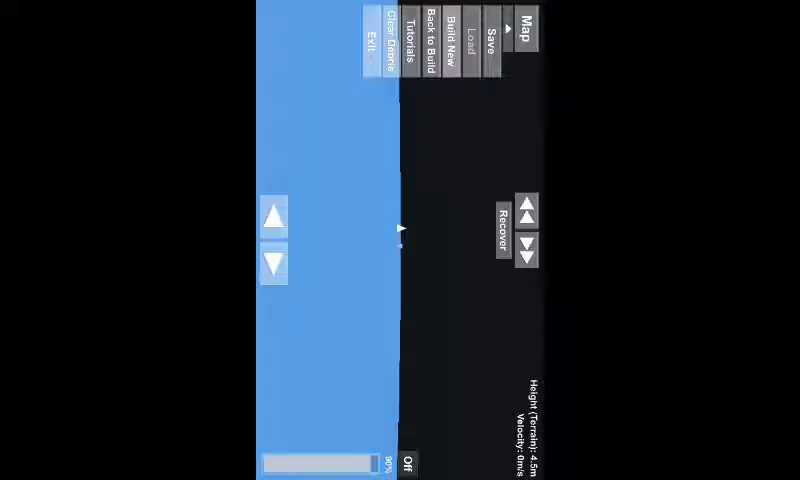 Map
Save
Load
Build New
Back to Build
Tutorials
Clear Debris
Exit
Recover
Height (Terrain): 4.5m
Velocity: 0m/s
Off
90%